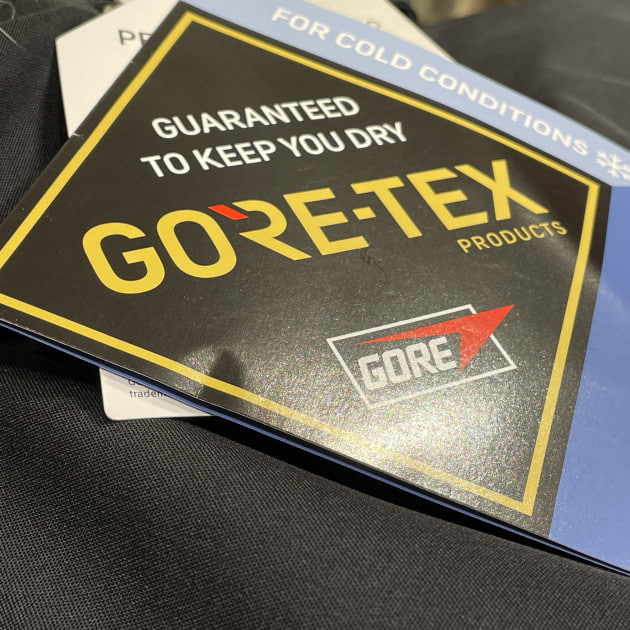 FOR COLD CONDITIONS
GUARANTEED
TO KEEP YOU DRY
GORE-TEX
PRODUCTS
GORE